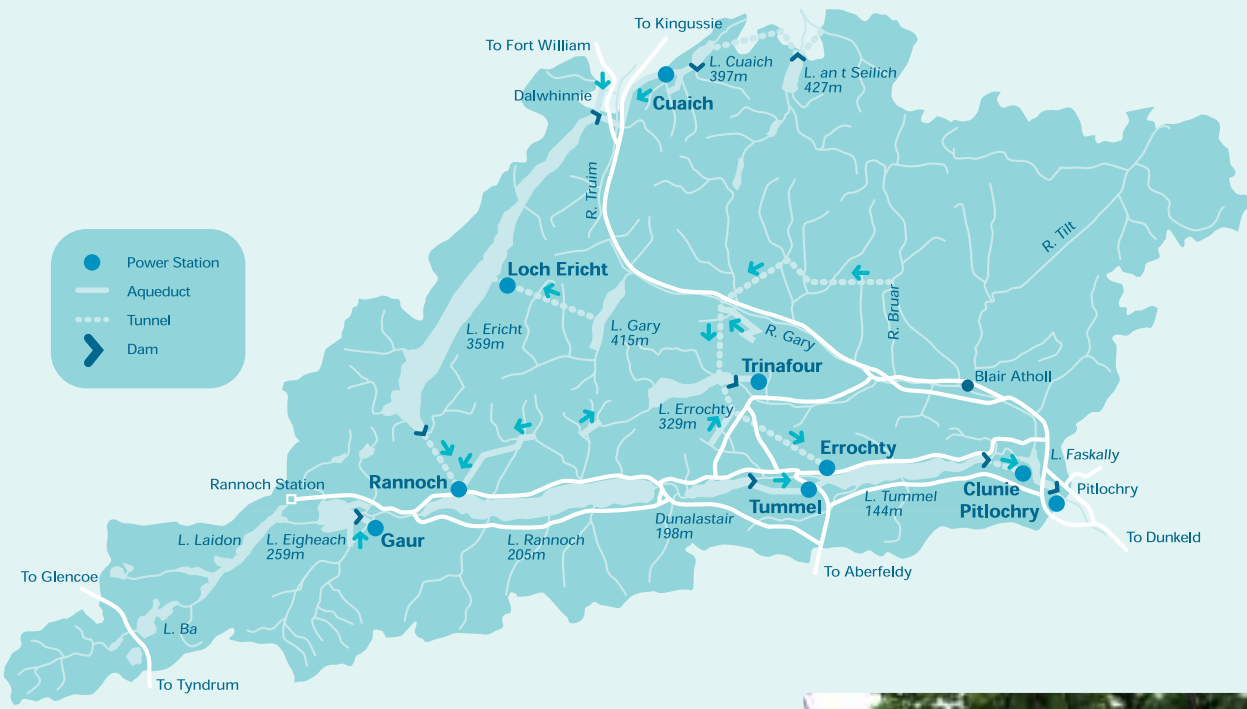 To Kingussie
To Fort William
L. Cuaich
397m
L. an t Seilich
427m
Dalwhinnie
Cuaich
R. Truim
R. Tilt
Power Station
Aqueduct
Tunnel
Dam
Loch Ericht
L. Ericht
359m
L. Gary
415m
R. Gary
R. Bruar
Trinafour
Blair Atholl
L. Errochty
329m
Errochty
L. Faskally
Rannoch Station
Rannoch
Tummel
L. Tummel
144m
Clunie
Pitlochry
Pitlochry
Dunalastair
198m
L. Laidon
L. Eigheach
259m
Gaur
L. Rannoch
205m
To Dunkeld
To Glencoe
To Aberfeldy
L. Ba
To Tyndrum